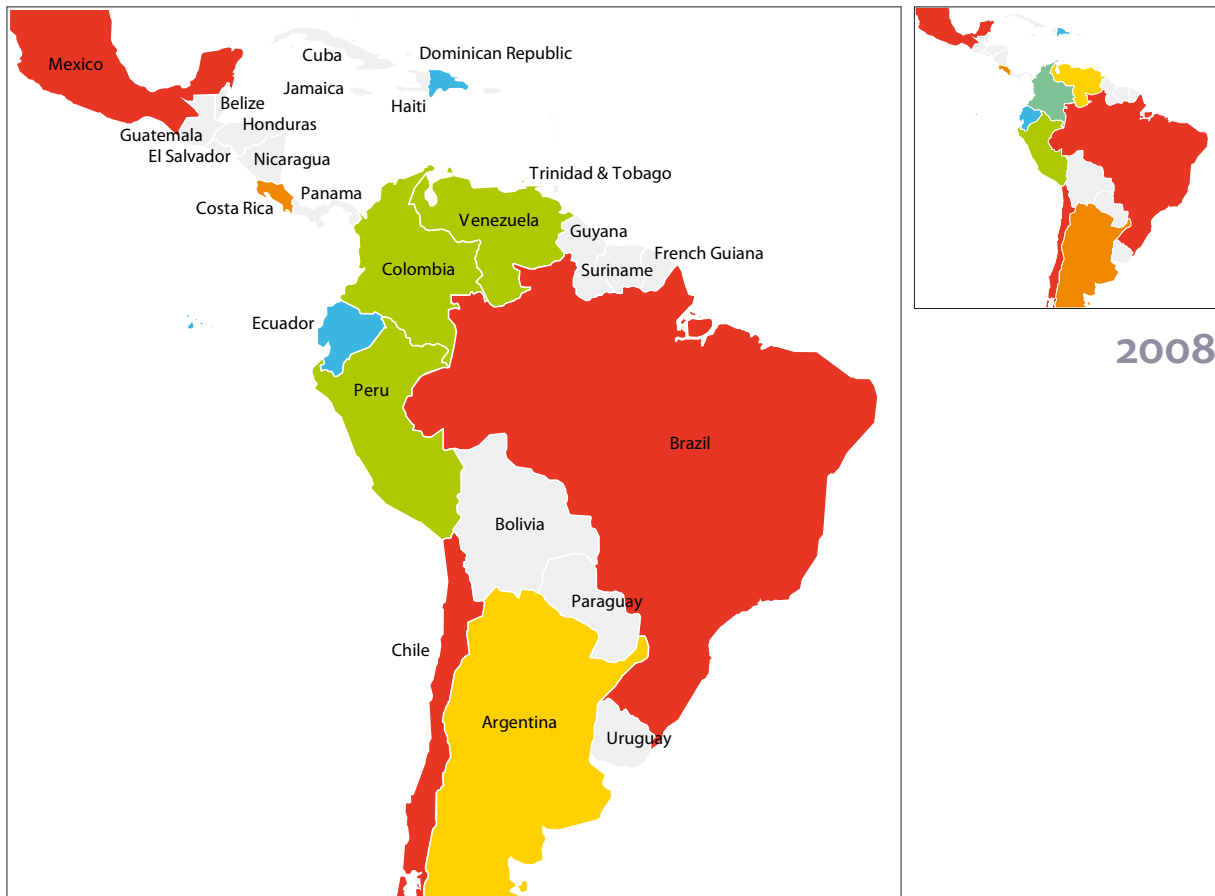 Cuba
Dominican Republic
Mexico
Jamaica
Haiti
Belize
Honduras
Guatemala
El Salvador
Nicaragua
Trinidad & Tobago
Panama
Costa Rica
Venezuela
Guyana
French Guiana
Colombia
Suriname
Ecuador
2008
Peru
Brazil
Bolivia
Paraguay
Chile
Argentina
Uruguay